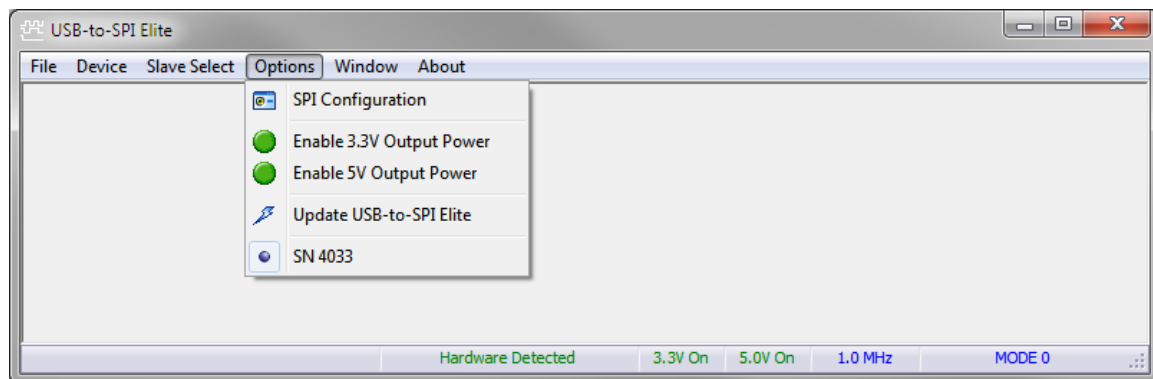 USB-to-SPI Elite
File Device Slave Select Options Window About
SPI Configuration
Enable 3.3V Output Power
Enable 5V Output Power
Update USB-to-SPI Elite
SN 4033
Hardware Detected 3.3V On 5.0V On 1.0 MHz MODE 0